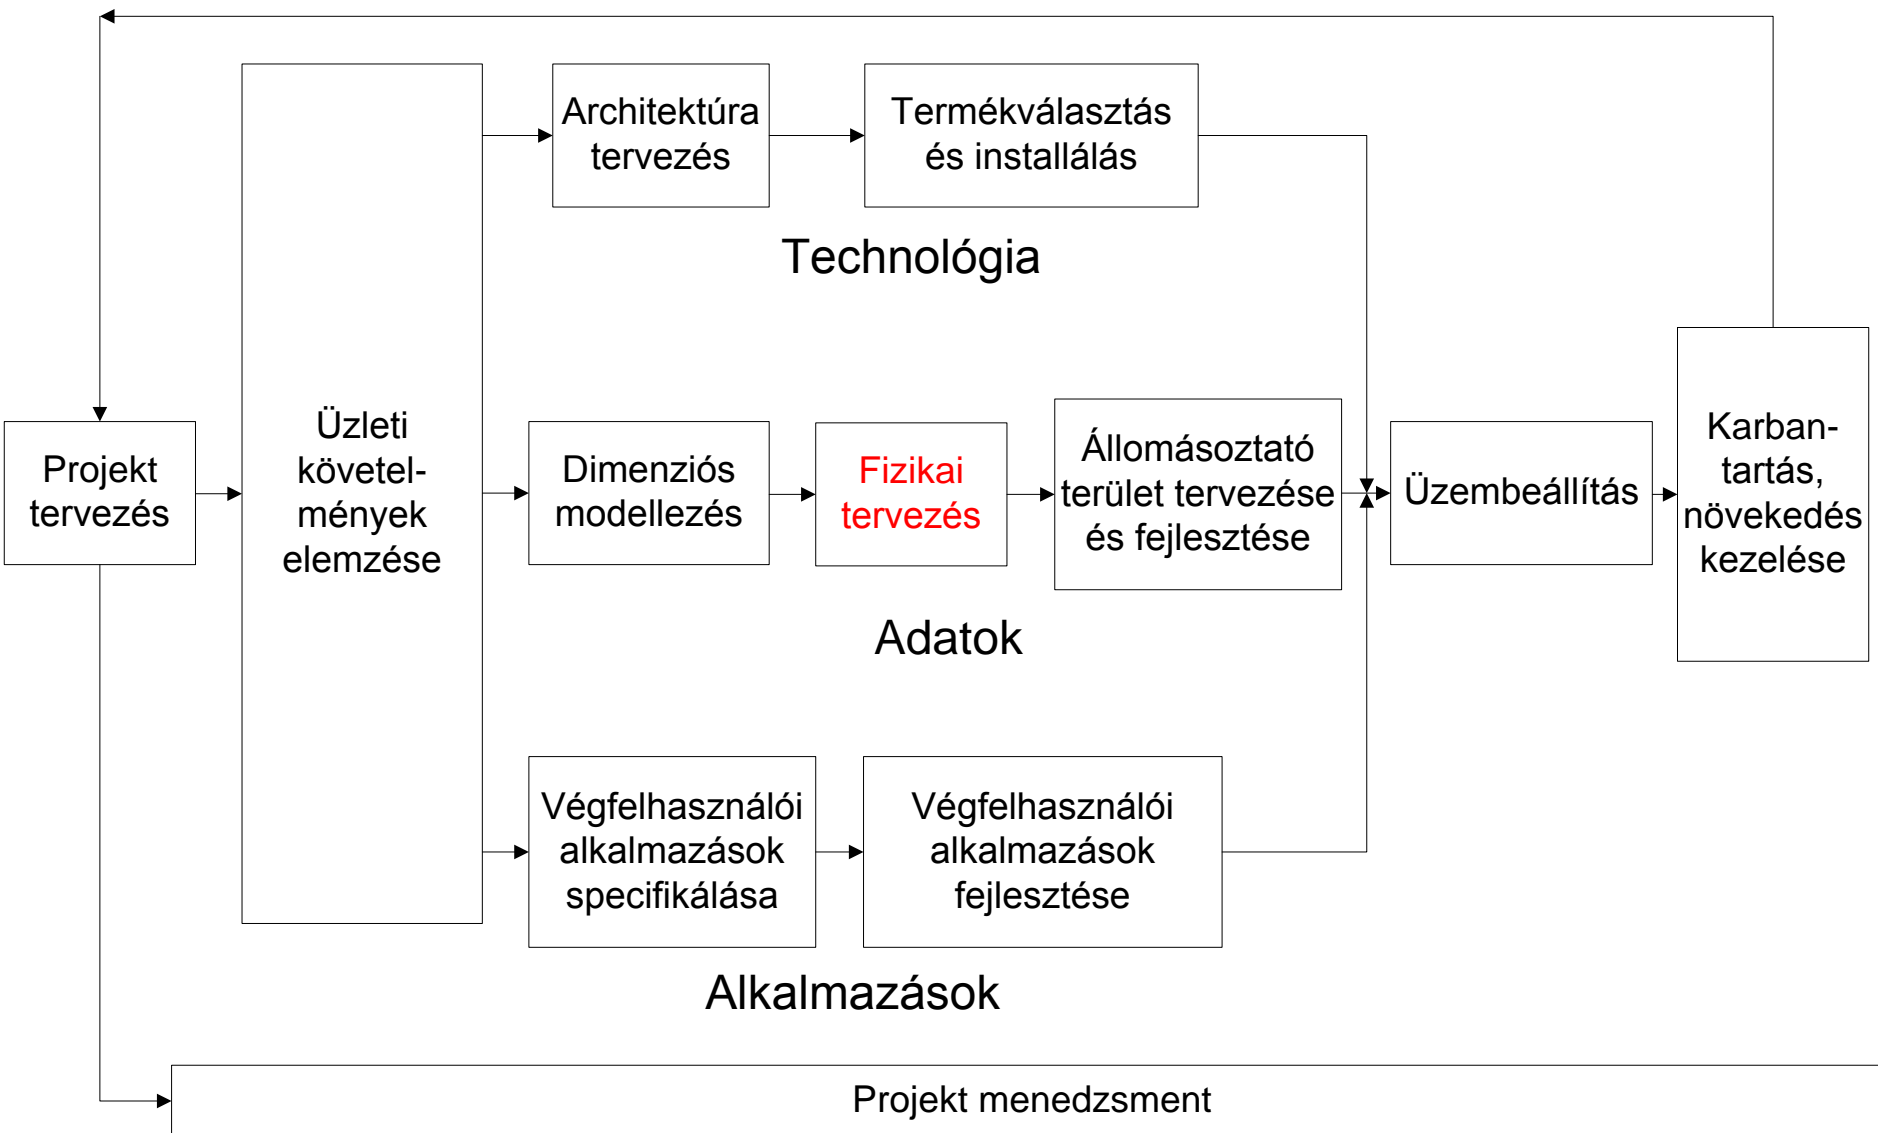 Architektúra
tervezés
Termékválasztás
és installálás
Technológia
Projekt
tervezés
Üzleti
követel-
mények
elemzése
Dimenziós
modellezés
Fizikai
tervezés
Állomásoztató
terület tervezése
és fejlesztése
Üzembeállítás
Karban-
tartás,
növekedés
kezelése
Adatok
Végfelhasználói
alkalmazások
specifikálása
Végfelhasználói
alkalmazások
fejlesztése
Alkalmazások
Projekt menedzsment